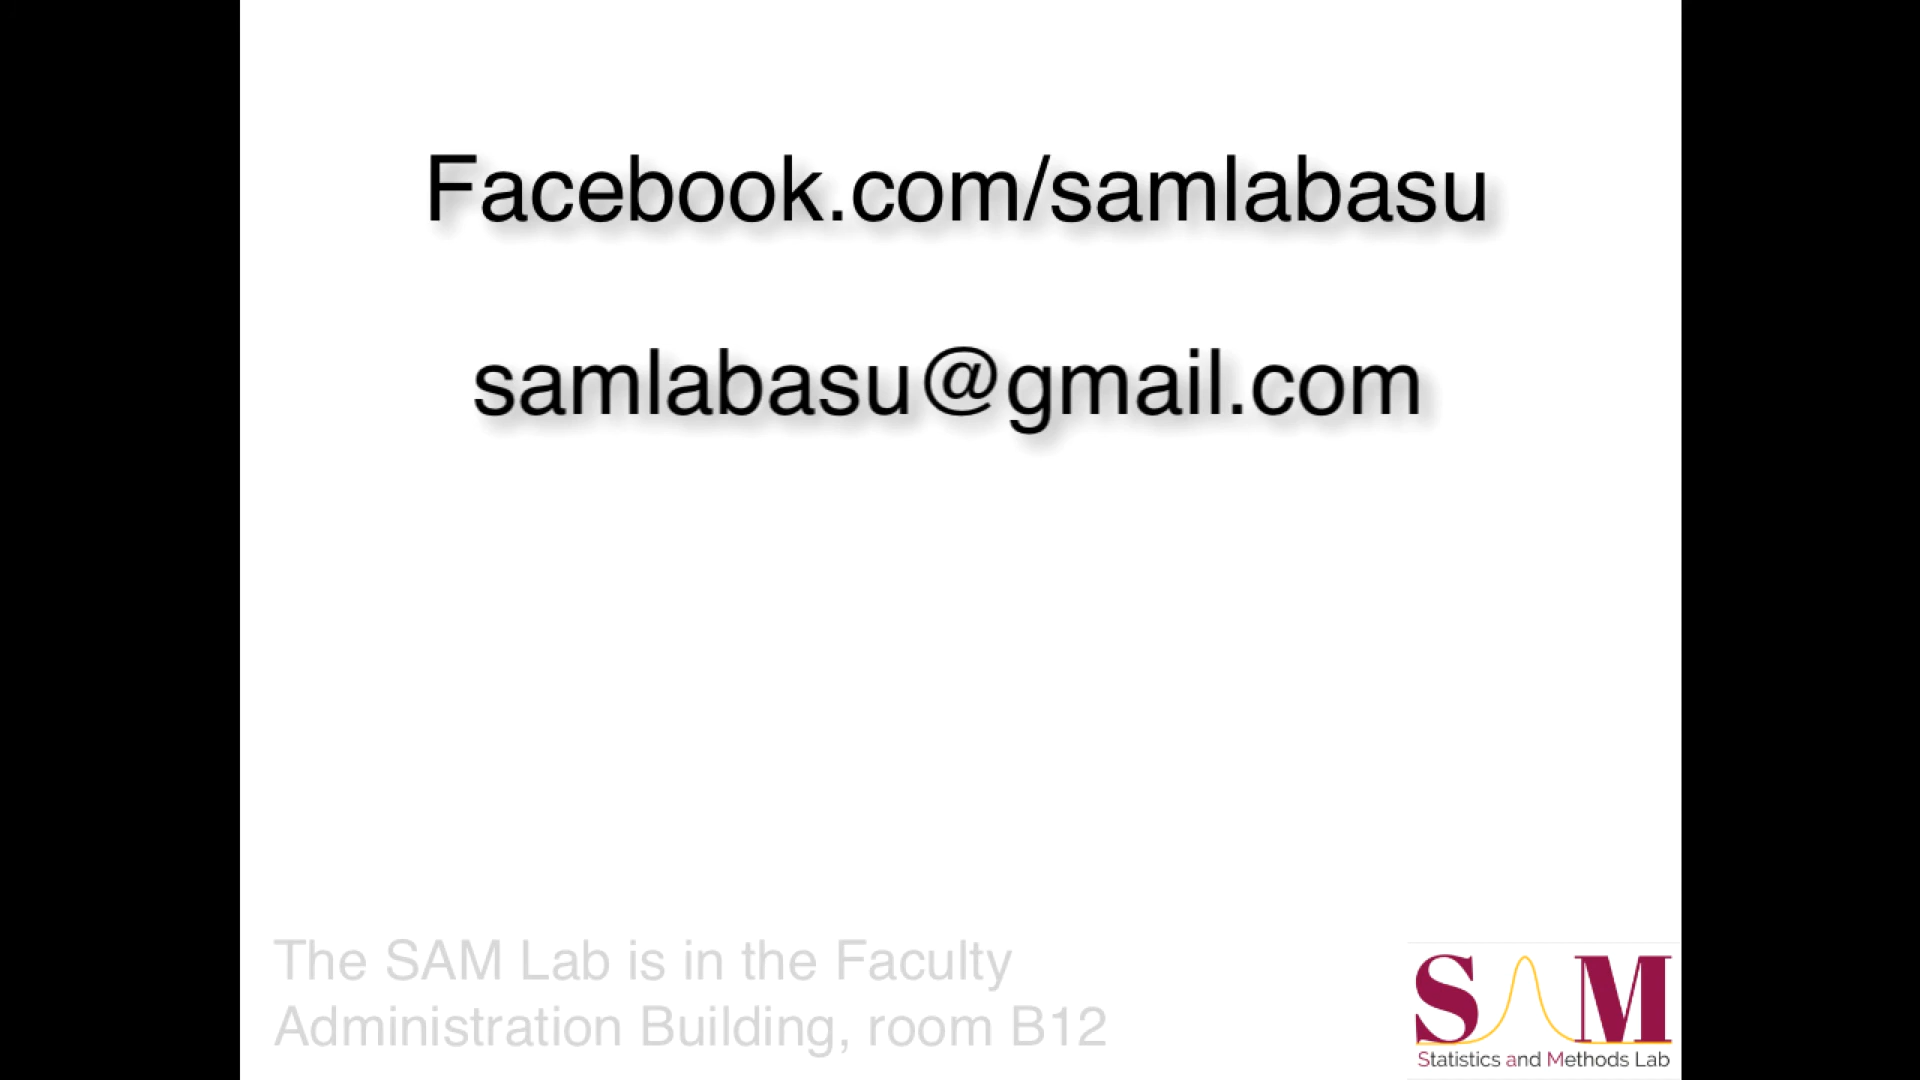 Facebook.com/samlabasu
samlabasu@gmail.com
The SAM Lab is in the Faculty
Administration Building, room B12
SAM
Statistics and Methods Lab